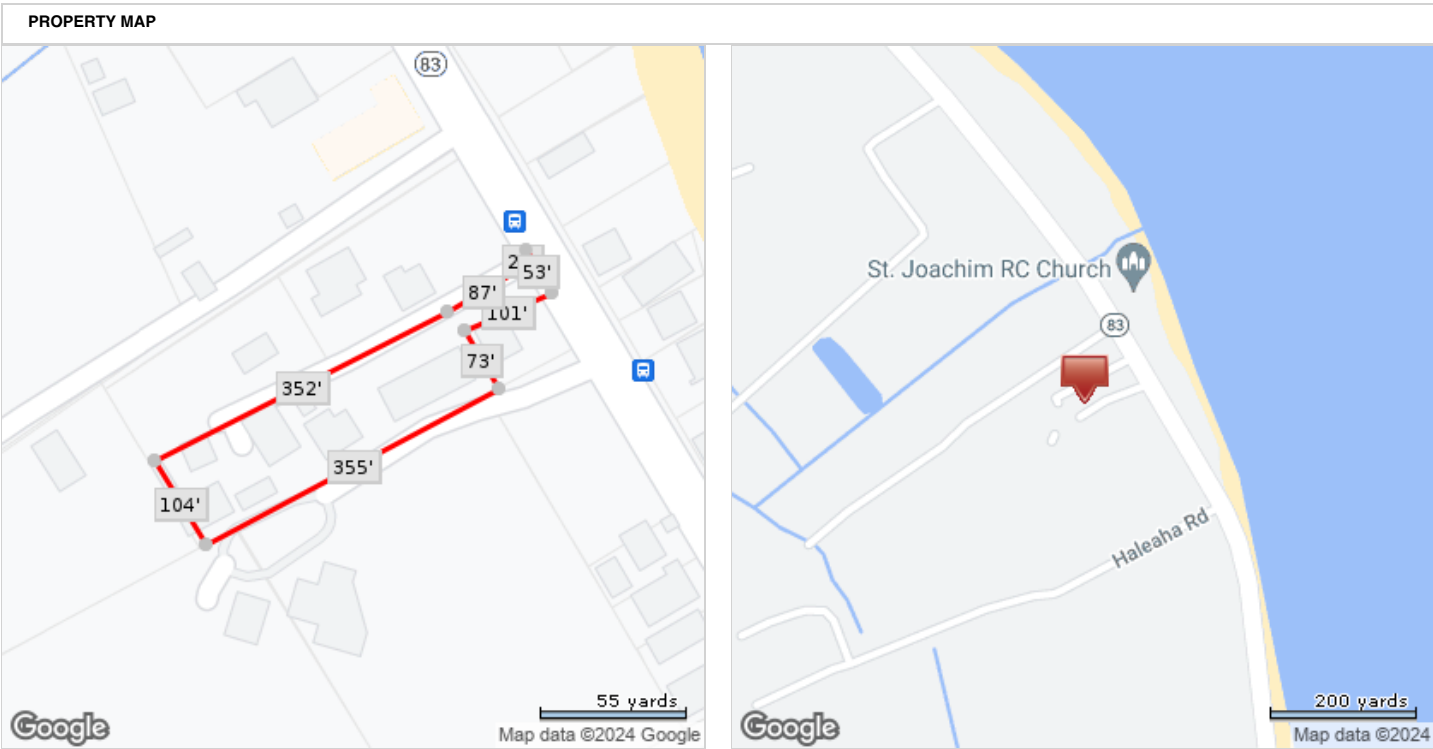 PROPERTY MAP
83
53'
87'
101'
73'
352'
355'
104'
55 yards
Google
Map data ©2024 Google
St. Joachim RC Church
83
Haleaha Rd
200 yards
Google
Map data ©2024